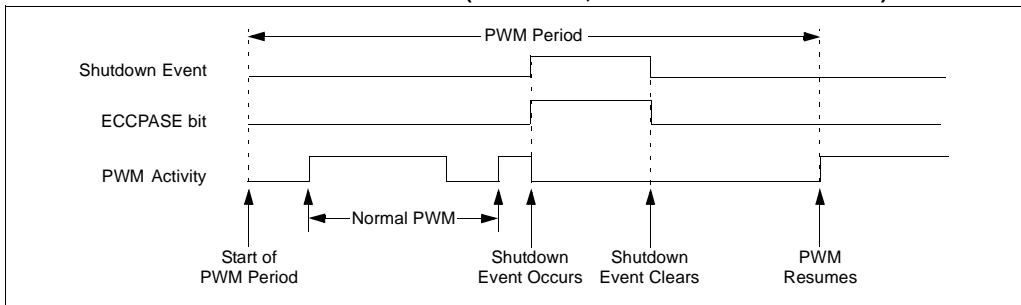 PWM Period
Shutdown Event
ECCPASE bit
PWM Activity
Normal PWM
Start of
PWM Period
Shutdown
Event Occurs
Shutdown
Event Clears
PWM
Resumes